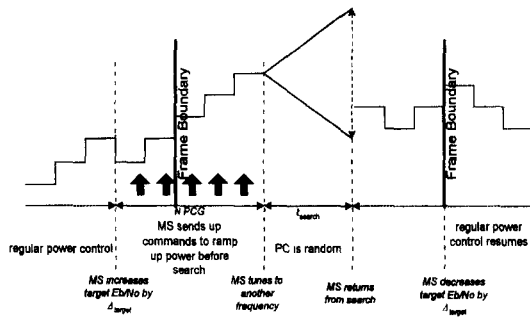 Frame Boundary
Frame Boundary
N PCG
t_search
regular power control
MS sends up
commands to ramp
up power before
search
PC is random
regular power
control resumes
MS increases
target Eb/No by
Δ_target
MS tunes to
another
frequency
MS returns
from search
MS decreases
target Eb/No by
Δ_target